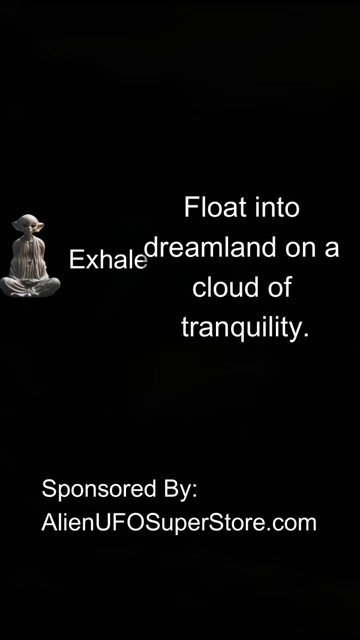 Float into
dreamland on a
cloud of
tranquility.
Exhale
Sponsored By:
AlienUFOSuperStore.com